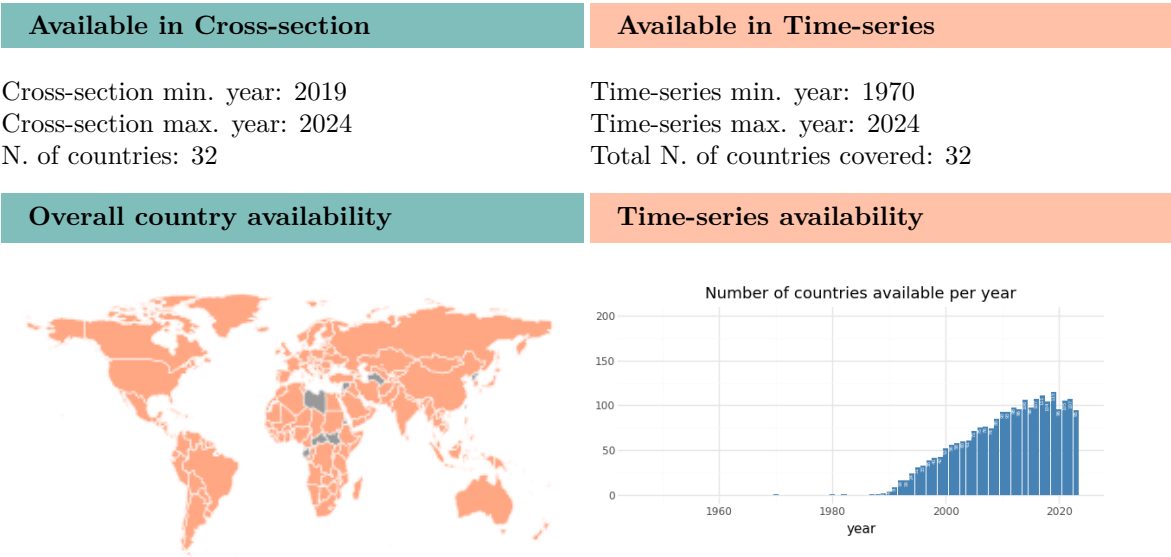 Available in Cross-section
Available in Time-series
Cross-section min. year: 2019
Cross-section max. year: 2024
N. of countries: 32
Time-series min. year: 1970
Time-series max. year: 2024
Total N. of countries covered: 32
Overall country availability
Time-series availability
Number of countries available per year
200
150
100
50
0
1960
1980
2000
2020
year